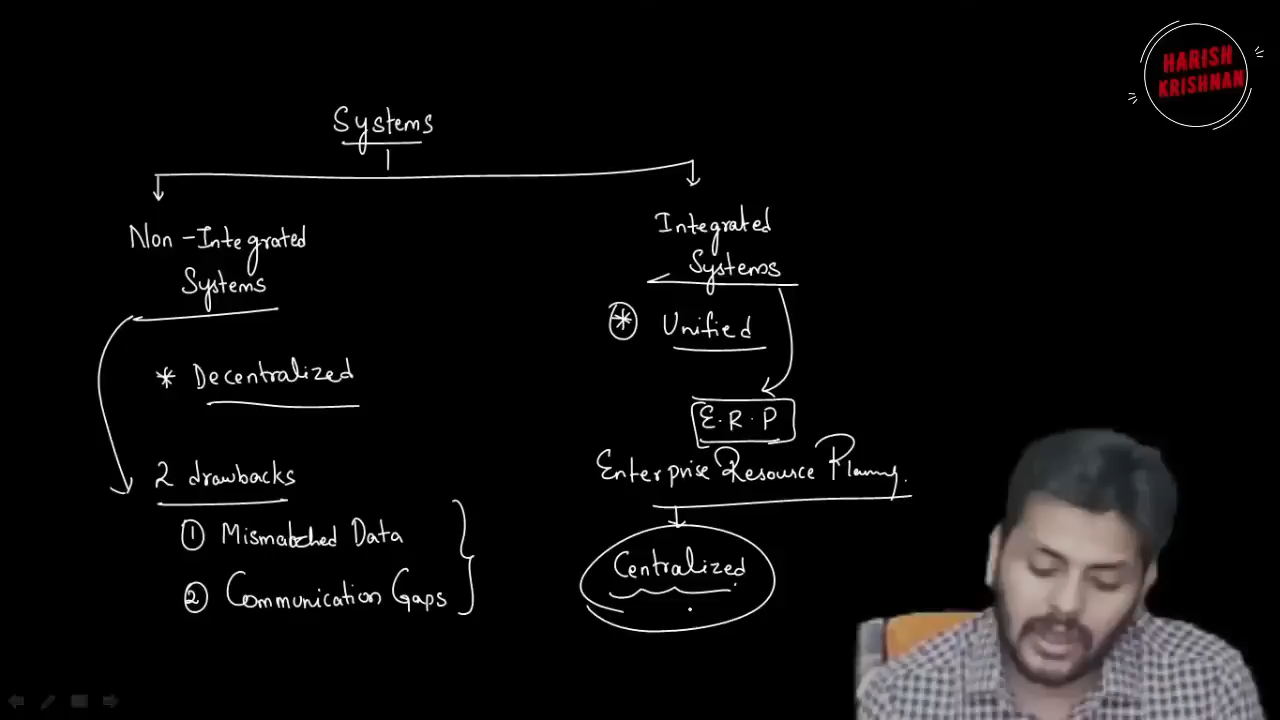 HARISH
KRISHNAN
Systems
Non-Integrated
Systems
* Decentralized
2 drawbacks
① Mismatched Data
② Communication Gaps
Integrated
Systems
* Unified
E.R.P
Enterprise Resource Planning.
Centralized